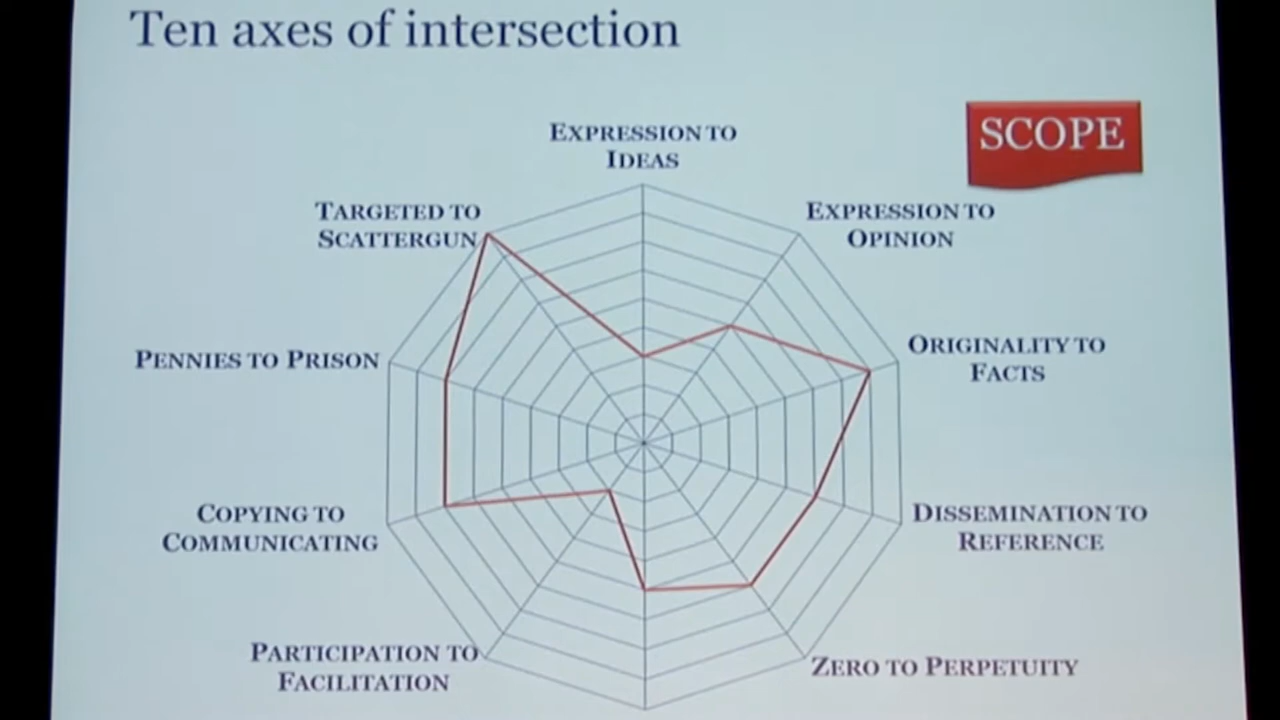 Ten axes of intersection
SCOPE
EXPRESSION TO
IDEAS
EXPRESSION TO
OPINION
ORIGINALITY TO
FACTS
DISSEMINATION TO
REFERENCE
ZERO TO PERPETUITY
PARTICIPATION TO
FACILITATION
COPYING TO
COMMUNICATING
PENNIES TO PRISON
TARGETED TO
SCATTERGUN